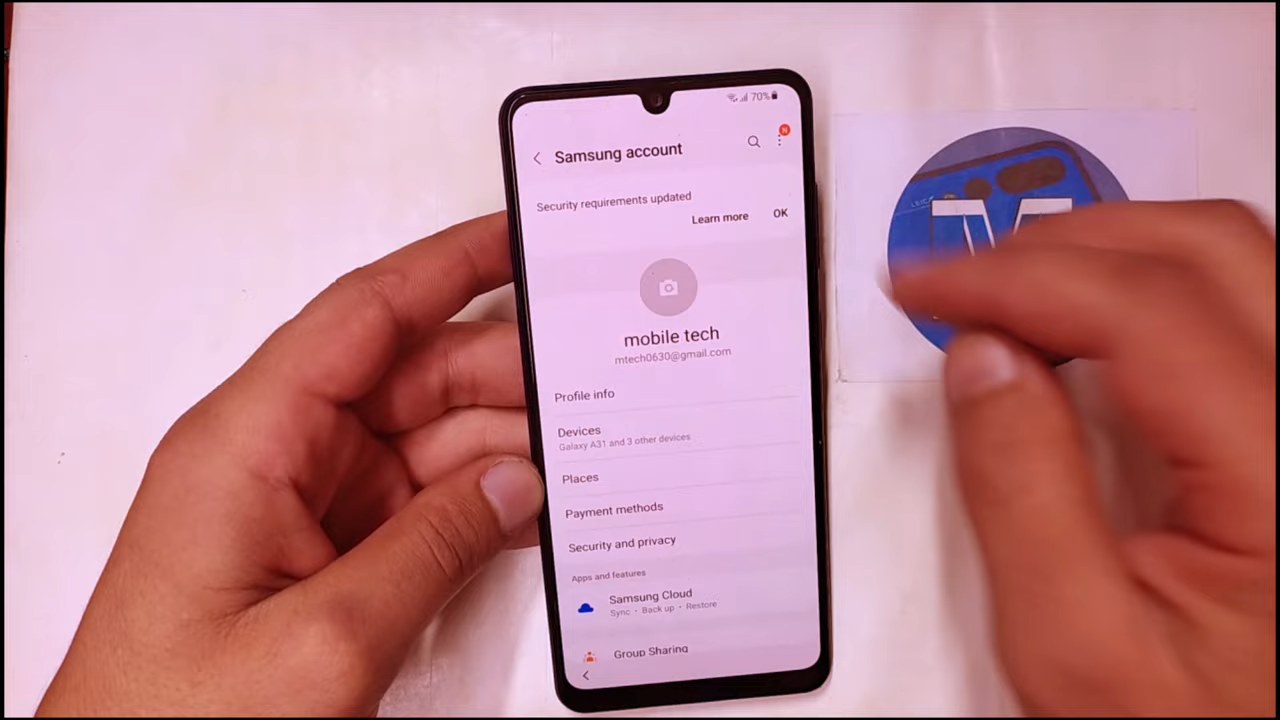 70%
Samsung account
N
Security requirements updated
Learn more
OK
mobile tech
mtech0630@gmail.com
Profile info
Devices
Galaxy A31 and 3 other devices
Places
Payment methods
Security and privacy
Apps and features
Samsung Cloud
Sync • Back up • Restore
Group Sharing